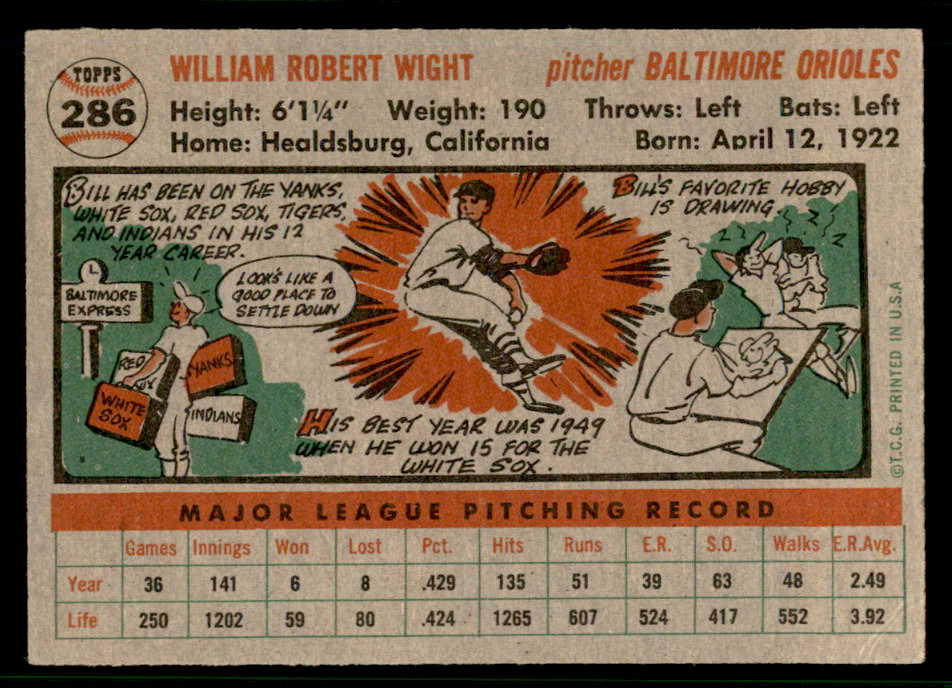 TOPPS
286
WILLIAM ROBERT WIGHT
pitcher BALTIMORE ORIOLES
Height: 6'1¼" Weight: 190 Throws: Left Bats: Left
Home: Healdsburg, California Born: April 12, 1922
BILL HAS BEEN ON THE YANKS,
WHITE SOX, RED SOX, TIGERS,
AND INDIANS IN HIS 12
YEAR CAREER.
L
BALTIMORE
EXPRESS
LOOKS LIKE A
GOOD PLACE TO
SETTLE DOWN
RED
SOX
YANKS
WHITE
SOX
INDIANS
HIS BEST YEAR WAS 1949
WHEN HE WON 15 FOR THE
WHITE SOX.
BILL'S FAVORITE HOBBY
IS DRAWING.
Z Z Z
©T.C.G. PRINTED IN U.S.A
MAJOR LEAGUE PITCHING RECORD
Games Innings Won Lost Pct. Hits Runs E.R. S.O. Walks E.R.Avg.
Year 36 141 6 8 .429 135 51 39 63 48 2.49
Life 250 1202 59 80 .424 1265 607 524 417 552 3.92